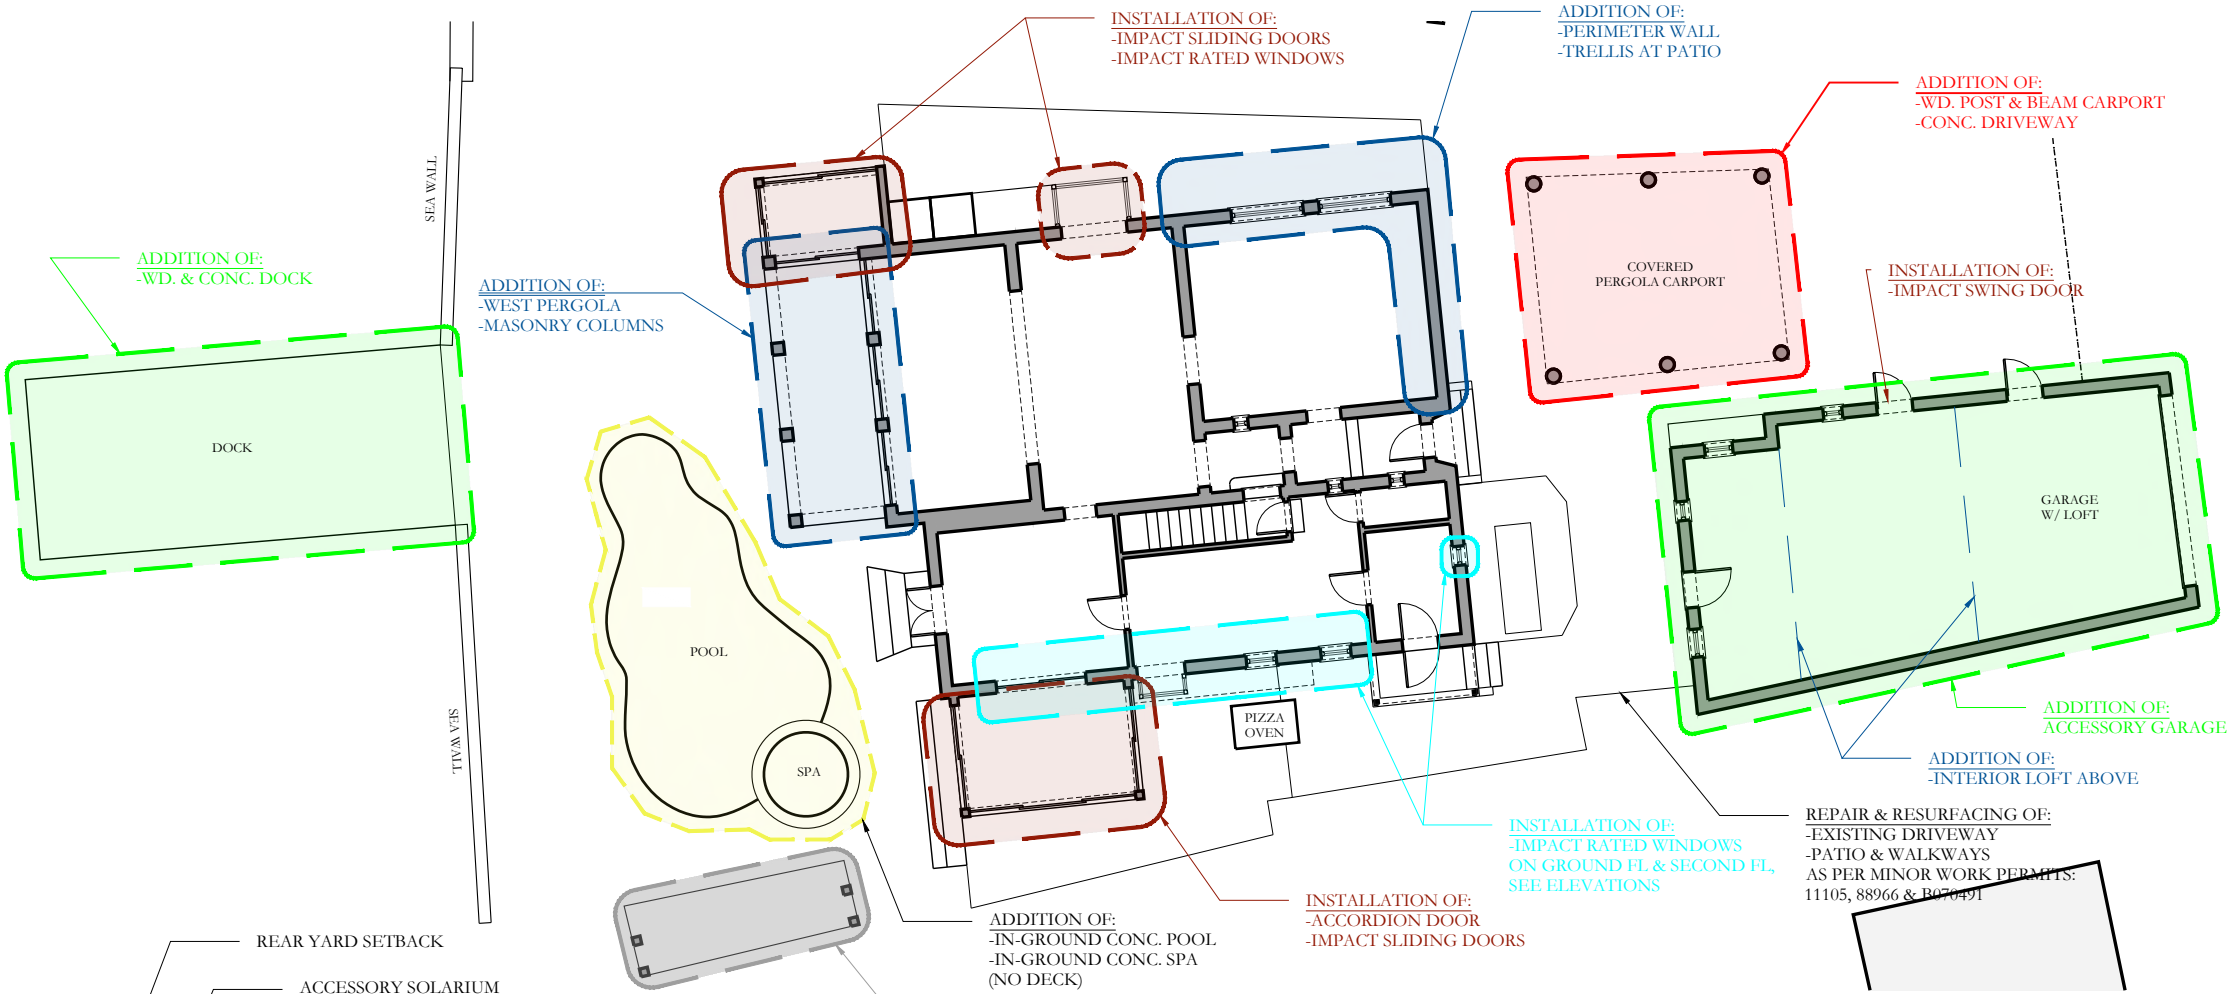 INSTALLATION OF:
-IMPACT SLIDING DOORS
-IMPACT RATED WINDOWS
ADDITION OF:
-PERIMETER WALL
-TRELLIS AT PATIO
ADDITION OF:
-WD. POST & BEAM CARPORT
-CONC. DRIVEWAY
SEA WALL
ADDITION OF:
-WD. & CONC. DOCK
ADDITION OF:
-WEST PERGOLA
-MASONRY COLUMNS
COVERED
PERGOLA CARPORT
INSTALLATION OF:
-IMPACT SWING DOOR
DOCK
GARAGE
W/ LOFT
POOL
SEA WALL
SPA
PIZZA
OVEN
ADDITION OF:
ACCESSORY GARAGE
ADDITION OF:
-INTERIOR LOFT ABOVE
REPAIR & RESURFACING OF:
-EXISTING DRIVEWAY
-PATIO & WALKWAYS
AS PER MINOR WORK PERMITS:
11105, 88966 & B070491
INSTALLATION OF:
-IMPACT RATED WINDOWS
ON GROUND FL & SECOND FL,
SEE ELEVATIONS
INSTALLATION OF:
-ACCORDION DOOR
-IMPACT SLIDING DOORS
ADDITION OF:
-IN-GROUND CONC. POOL
-IN-GROUND CONC. SPA
(NO DECK)
REAR YARD SETBACK
ACCESSORY SOLARIUM